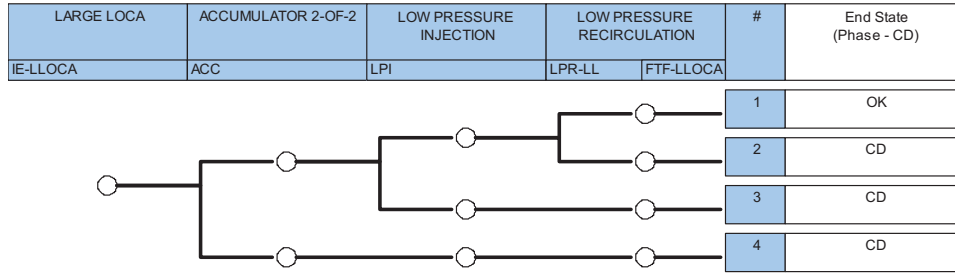 LARGE LOCA
ACCUMULATOR 2-OF-2
LOW PRESSURE
INJECTION
LOW PRESSURE
RECIRCULATION
#
End State
(Phase - CD)
IE-LLOCA
ACC
LPI
LPR-LL
FTF-LLOCA
1
OK
2
CD
3
CD
4
CD